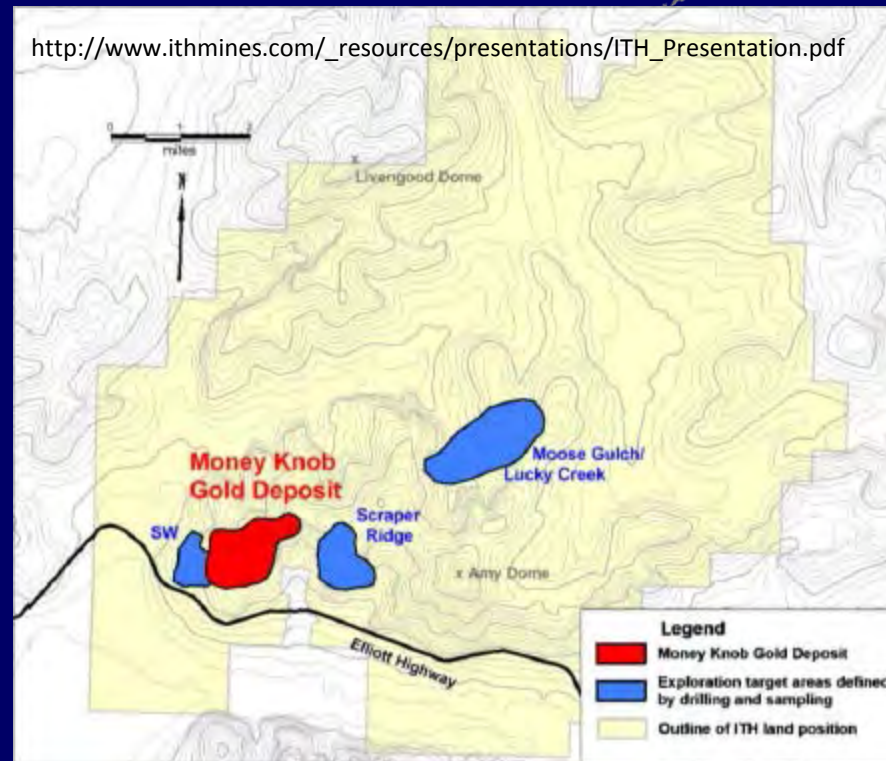 http://www.ithmines.com/_resources/presentations/ITH_Presentation.pdf
0 1 2
miles
N
x
Livengood Dome
Moose Gulch/
Lucky Creek
Money Knob
Gold Deposit
Scraper
Ridge
SW
x Amy Dome
Elliott Highway
Legend
Money Knob Gold Deposit
Exploration target areas defined
by drilling and sampling
Outline of ITH land position